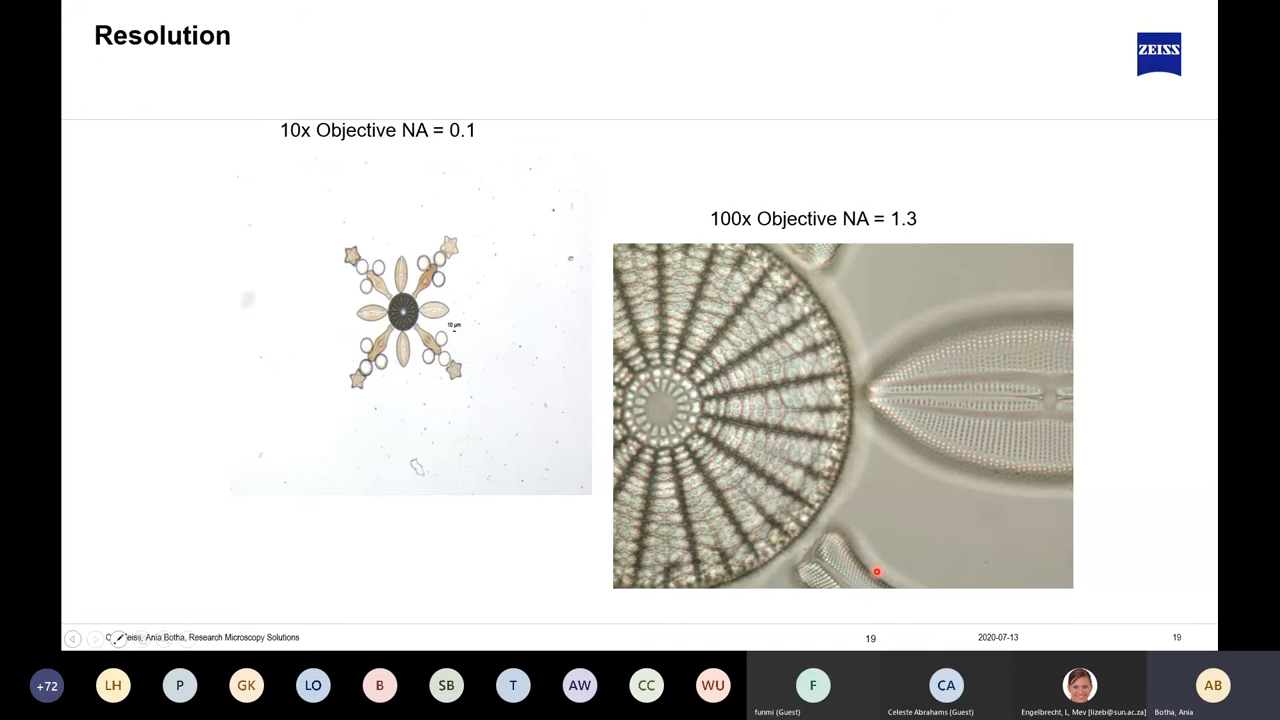 Resolution
ZEISS
10x Objective NA = 0.1
100x Objective NA = 1.3
10 µm
Ania Botha, Research Microscopy Solutions
19
2020-07-13
19
+72
LH
P
GK
LO
B
SB
T
AW
CC
WU
F
CA
AB
funmi (Guest)
Celeste Abrahams (Guest)
Engelbrecht, L, Mev [lizeb@sun.ac.za]
Botha, Ania